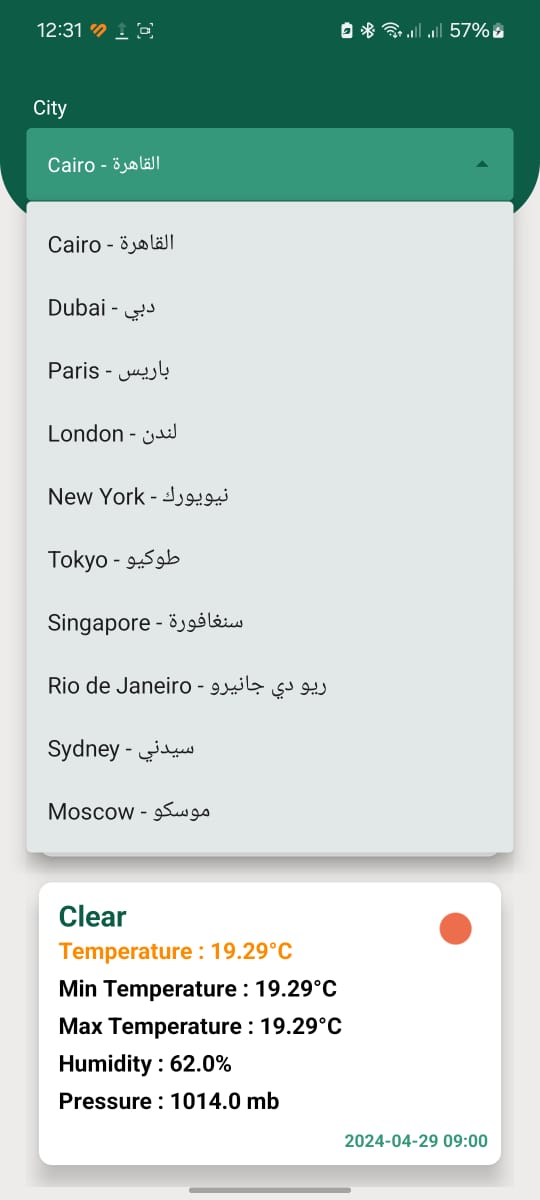 12:31 57%
City
Cairo - القاهرة
Cairo - القاهرة
Dubai - دبي
Paris - باريس
London - لندن
New York - نيويورك
Tokyo - طوكيو
Singapore - سنغافورة
Rio de Janeiro - ريو دي جانيرو
Sydney - سيدني
Moscow - موسكو
Clear
Temperature : 19.29°C
Min Temperature : 19.29°C
Max Temperature : 19.29°C
Humidity : 62.0%
Pressure : 1014.0 mb
2024-04-29 09:00